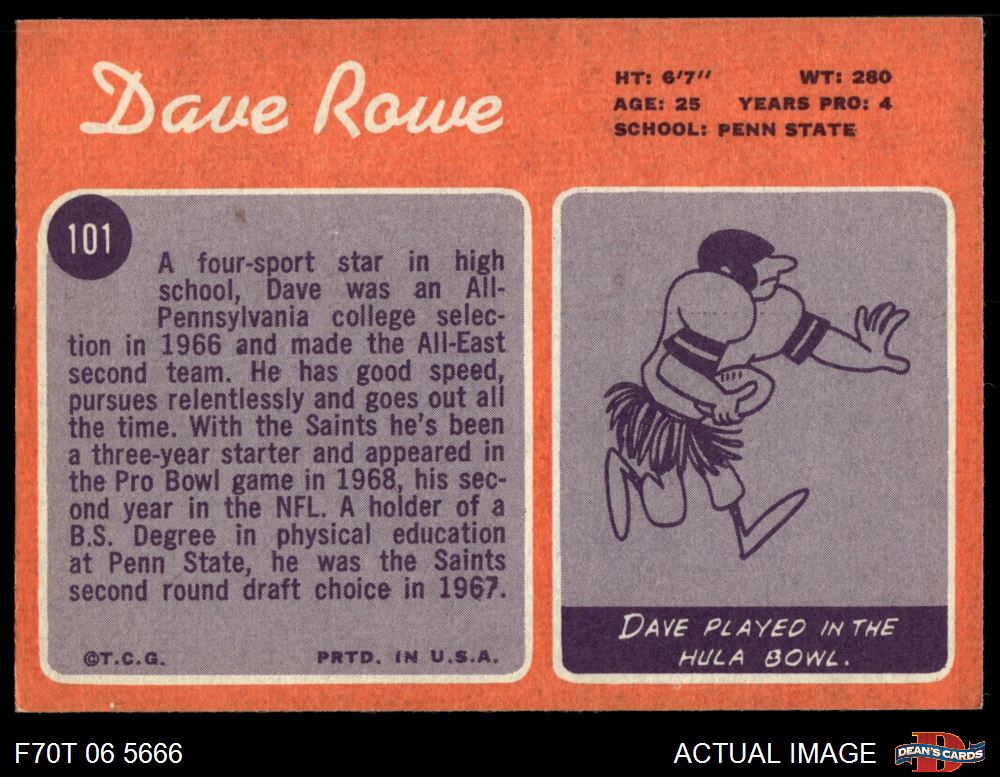 Dave Rowe
HT: 6'7" WT: 280
AGE: 25 YEARS PRO: 4
SCHOOL: PENN STATE
101
A four-sport star in high
school, Dave was an All-
Pennsylvania college selec-
tion in 1966 and made the All-East
second team. He has good speed,
pursues relentlessly and goes out all
the time. With the Saints he's been
a three-year starter and appeared in
the Pro Bowl game in 1968, his sec-
ond year in the NFL. A holder of a
B.S. Degree in physical education
at Penn State, he was the Saints
second round draft choice in 1967.
©T.C.G. PRTD. IN U.S.A.
DAVE PLAYED IN THE
HULA BOWL.
F70T 06 5666
ACTUAL IMAGE
D
DEAN'S CARDS